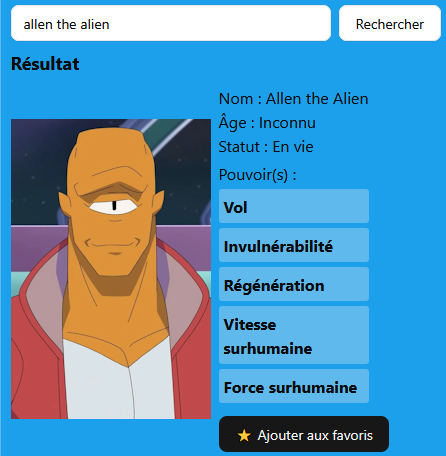 allen the alien
Rechercher
Résultat
Nom : Allen the Alien
Âge : Inconnu
Statut : En vie
Pouvoir(s) :
Vol
Invulnérabilité
Régénération
Vitesse
surhumaine
Force surhumaine
Ajouter aux favoris